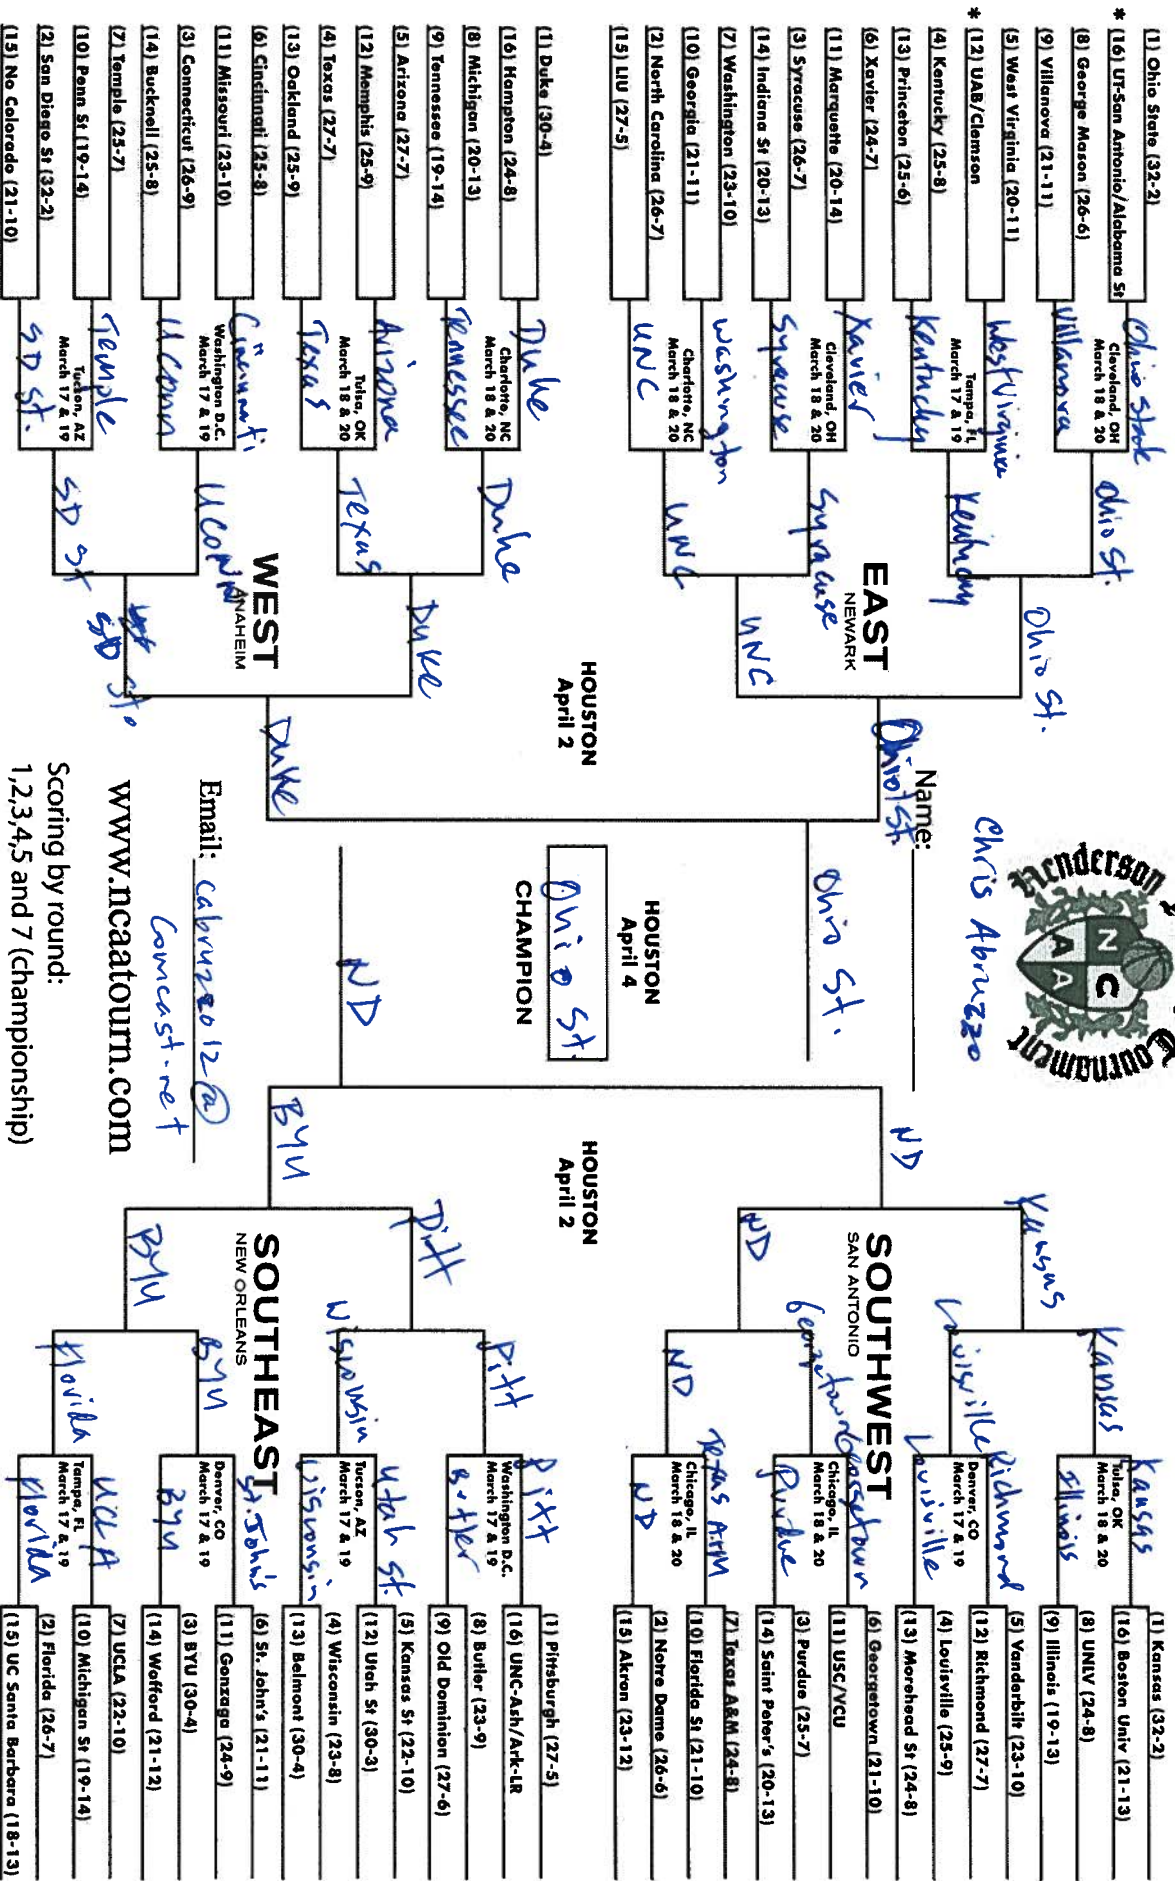 (1) Ohio State (32-2)
* (16) UT-San Antonio/Alabama St
(8) George Mason (26-6)
(9) Villanova (21-11)
(5) West Virginia (20-11)
* (12) UAB/Clemson
(4) Kentucky (25-8)
(13) Princeton (25-6)
(6) Xavier (24-7)
(11) Marquette (20-14)
(3) Syracuse (26-7)
(14) Indiana St (20-13)
(7) Washington (23-10)
(10) Georgia (21-11)
(2) North Carolina (26-7)
(15) LIU (27-5)
Ohio State
Cleveland, OH
March 18 & 20
Villanova
West Virginia
Tampa, FL
March 17 & 19
Kentucky
Xavier
Cleveland, OH
March 18 & 20
Syracuse
Washington
Charlotte, NC
March 18 & 20
UNC
Ohio St.
Kentucky
Syracuse
UNC
EAST
NEWARK
Ohio St.
UNC
Ohio St.
(1) Duke (30-4)
(16) Hampton (24-8)
(8) Michigan (20-13)
(9) Tennessee (19-14)
(5) Arizona (27-7)
(12) Memphis (25-9)
(4) Texas (27-7)
(13) Oakland (25-9)
(6) Cincinnati (25-8)
(11) Missouri (23-10)
(3) Connecticut (26-9)
(14) Bucknell (25-8)
(7) Temple (25-7)
(10) Penn St (19-14)
(2) San Diego St (32-2)
(15) No Colorado (21-10)
Duke
Charlotte, NC
March 18 & 20
Tennessee
Arizona
Tulsa, OK
March 18 & 20
Texas
Cincinnati
Washington D.C.
March 17 & 19
UConn
Temple
Tucson, AZ
March 17 & 19
SD St.
Duke
Texas
UCONN
SD St
WEST
ANAHEIM
Duke
SD St.
Duke
HOUSTON
April 2
Henderson
NCAA
Tournament
Name:
Chris Abruzzo
Ohio St.
HOUSTON
April 4
Ohio St.
CHAMPION
ND
Email: cabruzzo12@
comcast.net
www.ncaatourn.com
Scoring by round:
1,2,3,4,5 and 7 (championship)
HOUSTON
April 2
ND
Kansas
ND
SOUTHWEST
SAN ANTONIO
Kansas
Louisville
Georgetown
ND
Kansas
Tulsa, OK
March 18 & 20
Illinois
Richmond
Denver, CO
March 17 & 19
Louisville
Georgetown
Chicago, IL
March 18 & 20
Purdue
Texas A&M
Chicago, IL
March 18 & 20
ND
(1) Kansas (32-2)
(16) Boston Univ (21-13)
(8) UNLV (24-8)
(9) Illinois (19-13)
(5) Vanderbilt (23-10)
(12) Richmond (27-7)
(4) Louisville (25-9)
(13) Morehead St (24-8)
(6) Georgetown (21-10)
(11) USC/VCU
(3) Purdue (25-7)
(14) Saint Peter's (20-13)
(7) Texas A&M (24-8)
(10) Florida St (21-10)
(2) Notre Dame (26-6)
(15) Akron (23-12)
BYU
Pitt
BYU
SOUTHEAST
NEW ORLEANS
Pitt
Wisconsin
BYU
Florida
Pitt
Washington D.C.
March 17 & 19
Butler
Utah St.
Tucson, AZ
March 17 & 19
Wisconsin
St. John's
Denver, CO
March 17 & 19
BYU
UCLA
Tampa, FL
March 17 & 19
Florida
(1) Pittsburgh (27-5)
(16) UNC-Ash/Ark-LR
(8) Butler (23-9)
(9) Old Dominion (27-6)
(5) Kansas St (22-10)
(12) Utah St (30-3)
(4) Wisconsin (23-8)
(13) Belmont (30-4)
(6) St. John's (21-11)
(11) Gonzaga (24-9)
(3) BYU (30-4)
(14) Wofford (21-12)
(7) UCLA (22-10)
(10) Michigan St (19-14)
(2) Florida (26-7)
(15) UC Santa Barbara (18-13)